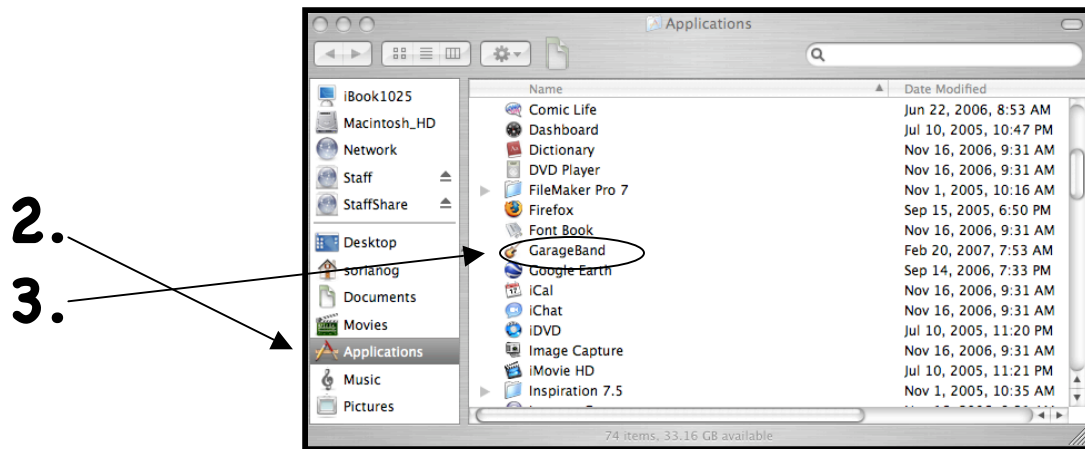 Applications
iBook1025
Macintosh_HD
Network
Staff
StaffShare
Desktop
sorianog
Documents
Movies
Applications
Music
Pictures
Name Date Modified
Comic Life Jun 22, 2006, 8:53 AM
Dashboard Jul 10, 2005, 10:47 PM
Dictionary Nov 16, 2006, 9:31 AM
DVD Player Nov 16, 2006, 9:31 AM
FileMaker Pro 7 Nov 1, 2005, 10:16 AM
Firefox Sep 15, 2005, 6:50 PM
Font Book Nov 16, 2006, 9:31 AM
GarageBand Feb 20, 2007, 7:53 AM
Google Earth Sep 14, 2006, 7:33 PM
iCal Nov 16, 2006, 9:31 AM
iChat Nov 16, 2006, 9:31 AM
iDVD Jul 10, 2005, 11:20 PM
Image Capture Nov 16, 2006, 9:31 AM
iMovie HD Jul 10, 2005, 11:21 PM
Inspiration 7.5 Nov 1, 2005, 10:35 AM
74 items, 33.16 GB available
2.
3.
17